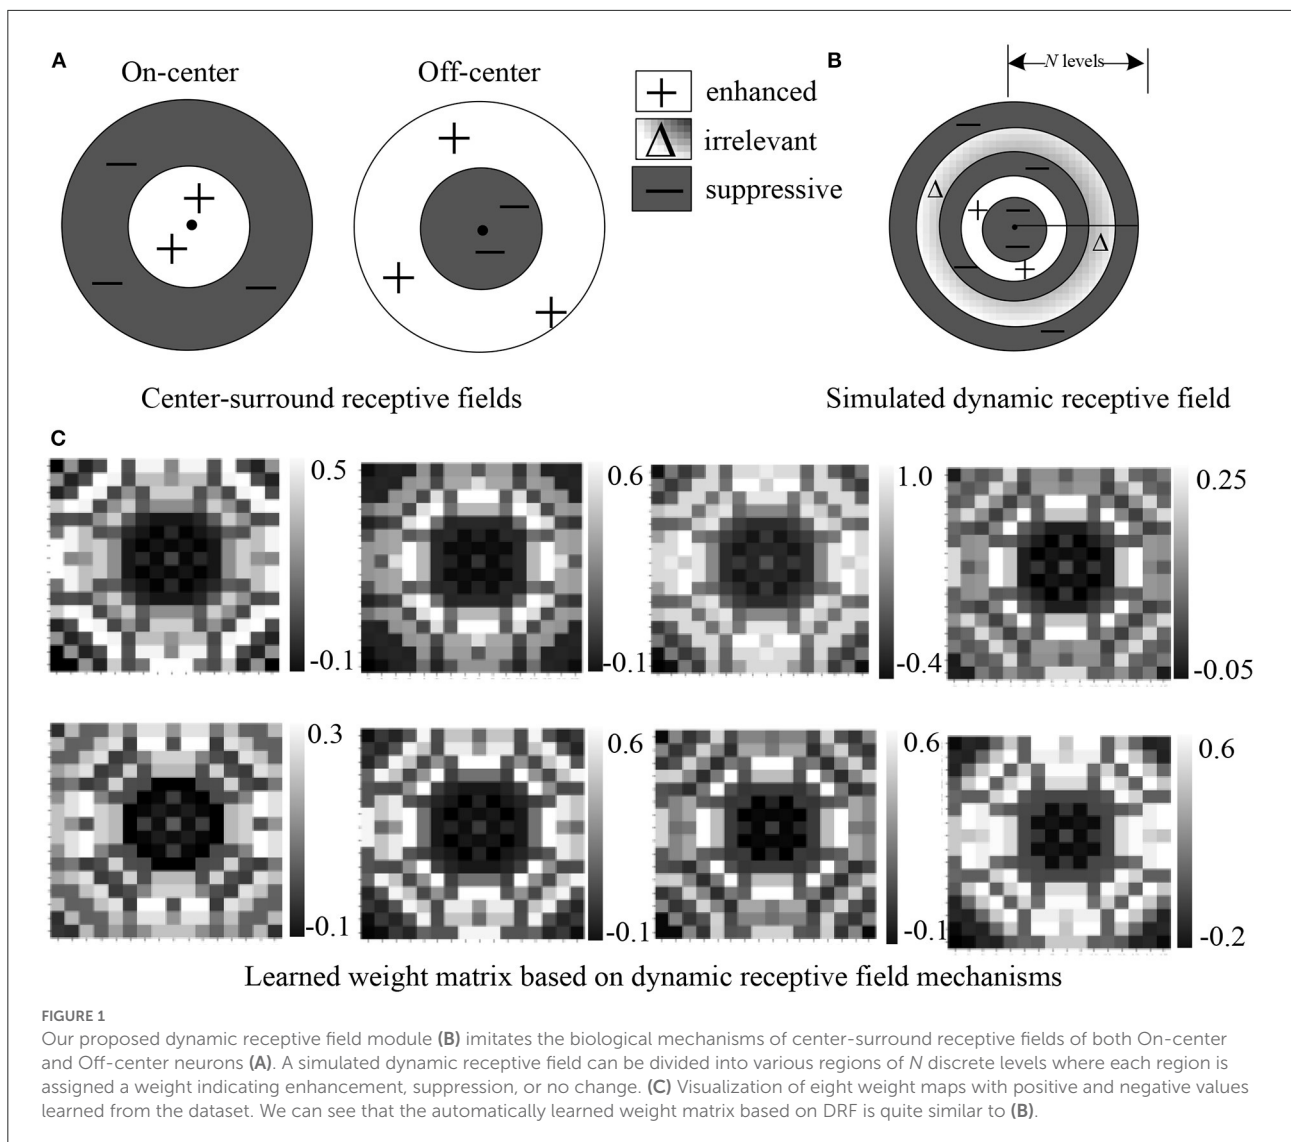 A
On-center
Off-center
+ enhanced
Δ irrelevant
− suppressive
Center-surround receptive fields
B
N levels
Δ
Δ
Simulated dynamic receptive field
C
0.5
-0.1
0.6
-0.1
1.0
-0.4
0.25
-0.05
0.3
-0.1
0.6
-0.1
0.6
-0.1
0.6
-0.2
Learned weight matrix based on dynamic receptive field mechanisms
FIGURE 1
Our proposed dynamic receptive field module (B) imitates the biological mechanisms of center-surround receptive fields of both On-center
and Off-center neurons (A). A simulated dynamic receptive field can be divided into various regions of N discrete levels where each region is
assigned a weight indicating enhancement, suppression, or no change. (C) Visualization of eight weight maps with positive and negative values
learned from the dataset. We can see that the automatically learned weight matrix based on DRF is quite similar to (B).